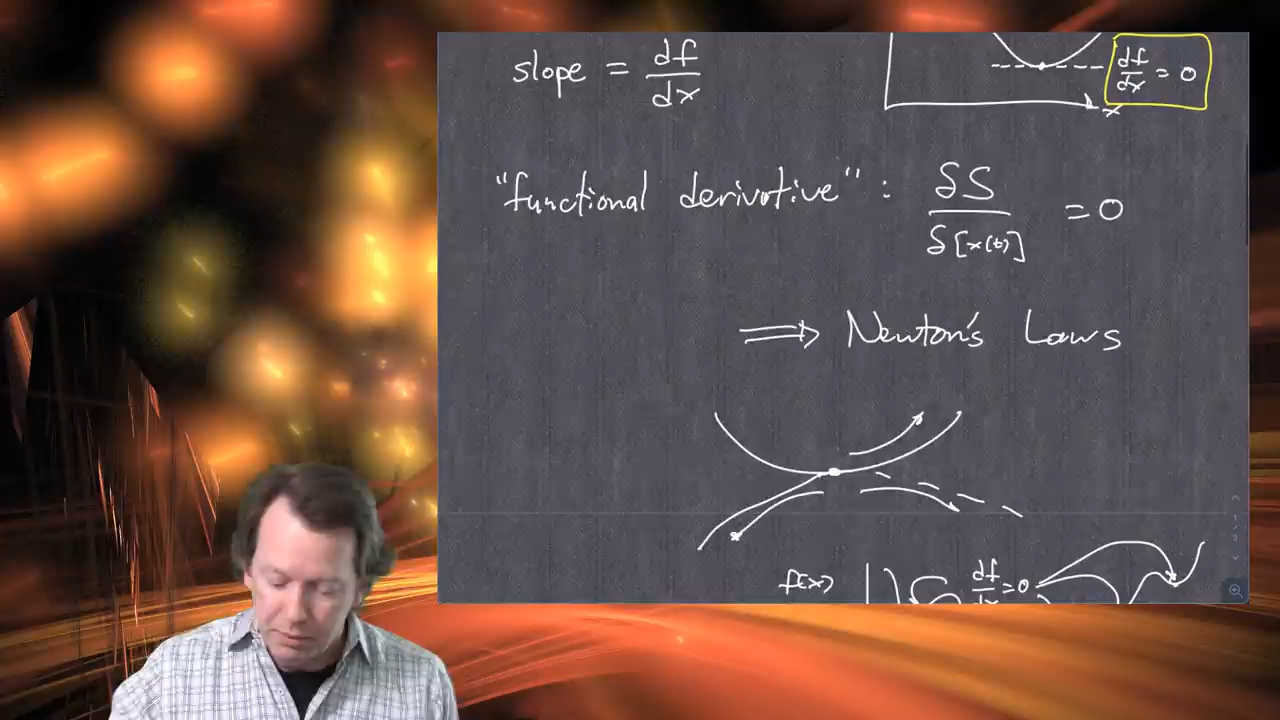 slope = df/dx
df/dx = 0
x
"functional derivative" : δS/δ[x(t)] = 0
⟹ Newton's Laws
f(x)
df/dx = 0